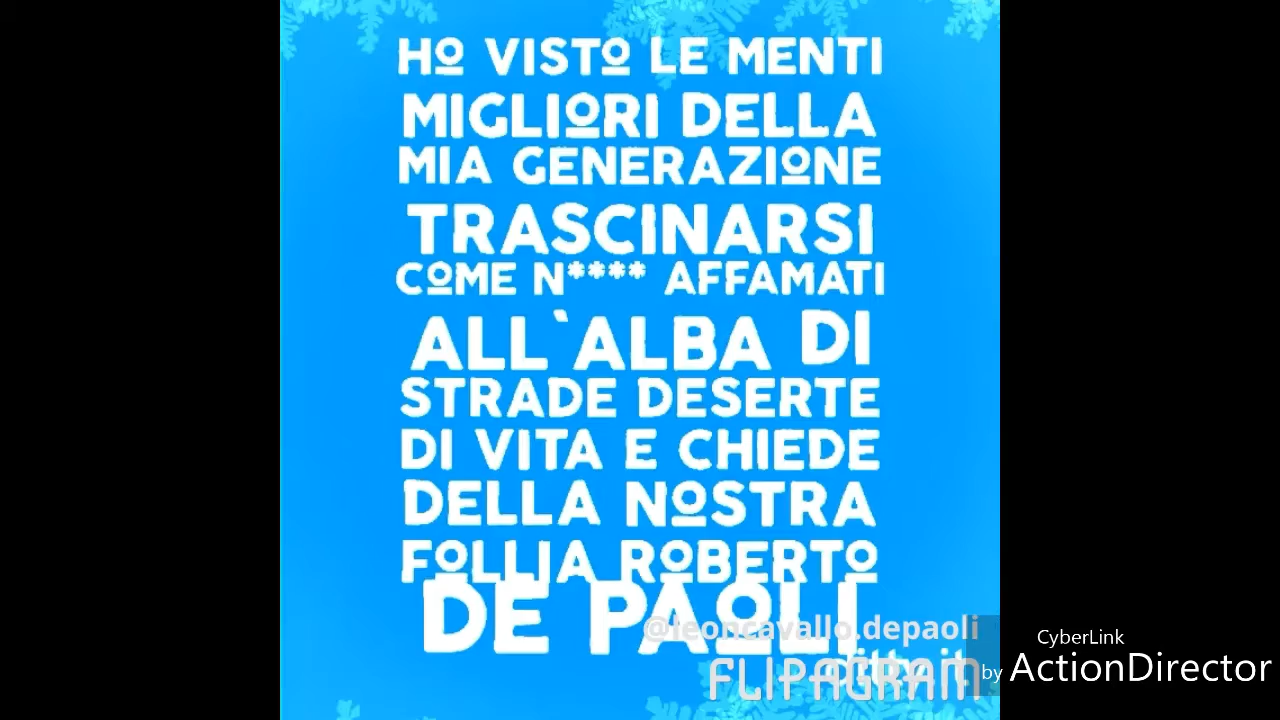 HO VISTO LE MENTI
MIGLIORI DELLA
MIA GENERAZIONE
TRASCINARSI
COME N**** AFFAMATI
ALL`ALBA DI
STRADE DESERTE
DI VITA E CHIEDE
DELLA NOSTRA
FOLLIA ROBERTO
DE PAOLI
@leoncavallo.depaoli
FLIPAGRAM
CyberLink
by ActionDirector